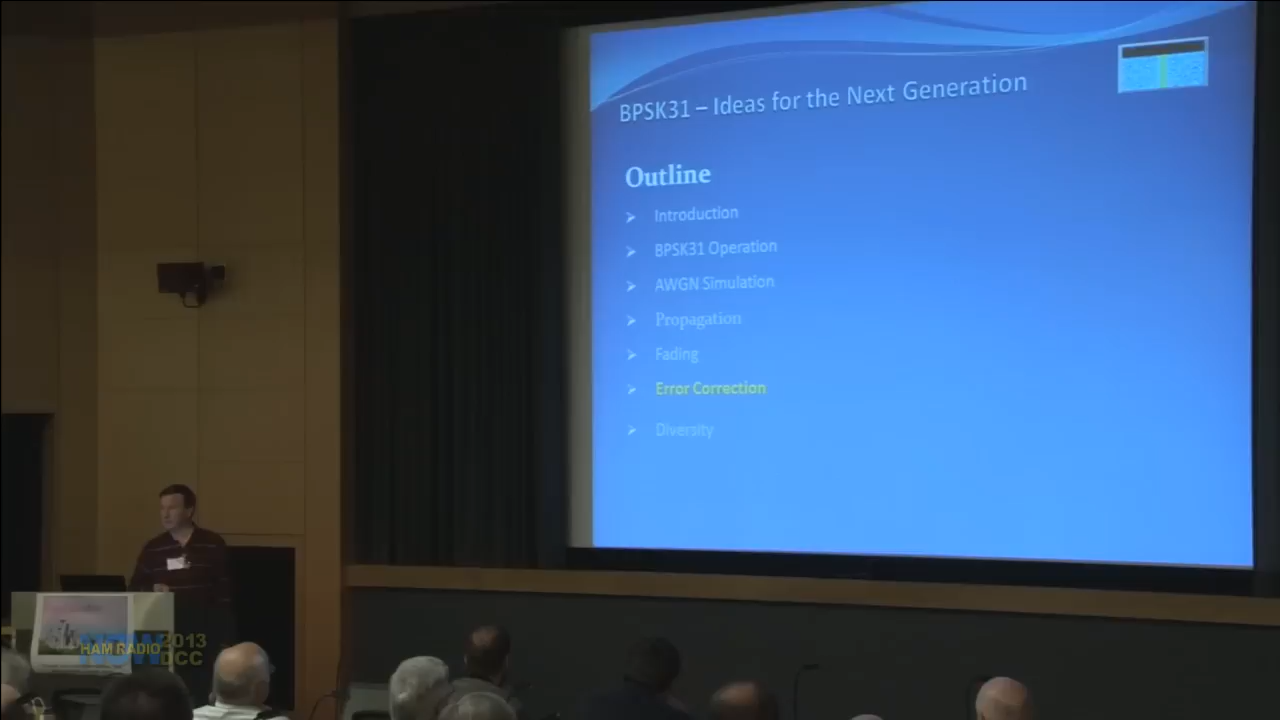 BPSK31 – Ideas for the Next Generation
Outline
Introduction
BPSK31 Operation
AWGN Simulation
Propagation
Fading
Error Correction
Diversity
HAM RADIO
2013
DCC